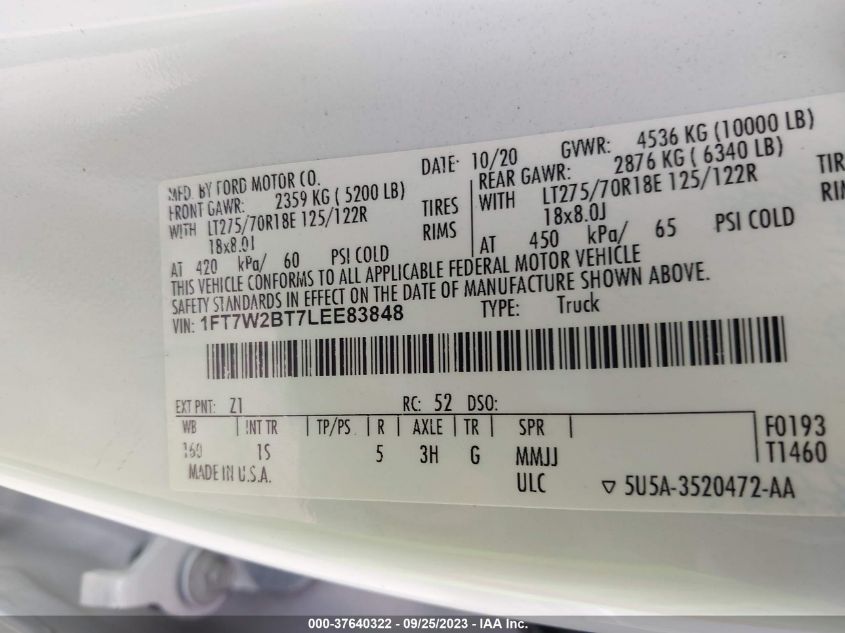 MFD. BY FORD MOTOR CO.
DATE: 10/20
GVWR: 4536 KG (10000 LB)
FRONT GAWR: 2359 KG ( 5200 LB)
REAR GAWR: 2876 KG ( 6340 LB)
WITH LT275/70R18E 125/122R TIRES
WITH LT275/70R18E 125/122R TIR
18x8.0J RIMS
18x8.0J RIM
AT 420 kPa/ 60 PSI COLD
AT 450 kPa/ 65 PSI COLD
THIS VEHICLE CONFORMS TO ALL APPLICABLE FEDERAL MOTOR VEHICLE
SAFETY STANDARDS IN EFFECT ON THE DATE OF MANUFACTURE SHOWN ABOVE.
VIN: 1FT7W2BT7LEE83848
TYPE: Truck
EXT PNT: Z1 RC: 52 DSO:
WB | INT TR | TP/PS | R | AXLE | TR | SPR | F0193
160 1S 5 3H G MMJJ T1460
MADE IN U.S.A. ULC ▽ 5U5A-3520472-AA
000-37640322 - 09/25/2023 - IAA Inc.